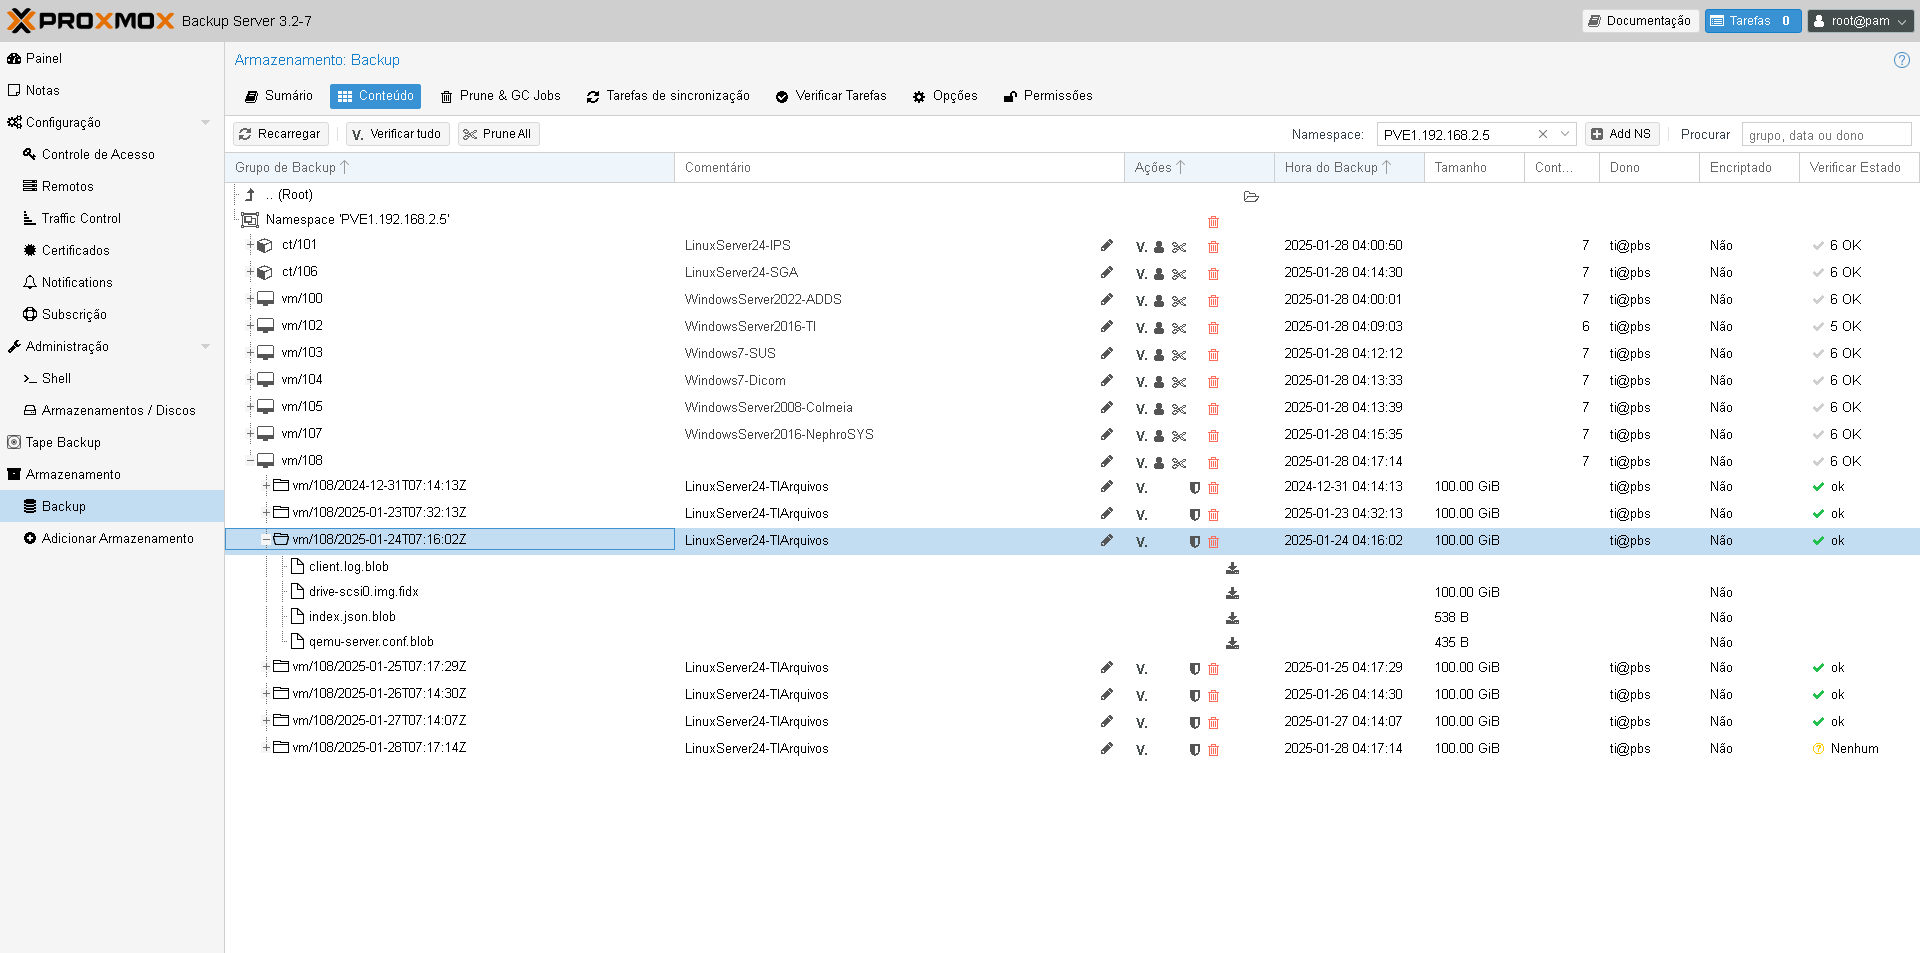 PROXMOX Backup Server 3.2-7 Documentação Tarefas 0 root@pam
Painel
Notas
Configuração
Controle de Acesso
Remotos
Traffic Control
Certificados
Notifications
Subscrição
Administração
Shell
Armazenamentos / Discos
Tape Backup
Armazenamento
Backup
Adicionar Armazenamento
Armazenamento: Backup
Sumário Conteúdo Prune & GC Jobs Tarefas de sincronização Verificar Tarefas Opções Permissões
Recarregar V. Verificar tudo Prune All Namespace: PVE1.192.168.2.5 Add NS Procurar grupo, data ou dono
Grupo de Backup Comentário Ações Hora do Backup Tamanho Cont... Dono Encriptado Verificar Estado
.. (Root)
Namespace 'PVE1.192.168.2.5'
ct/101 LinuxServer24-IPS V. 2025-01-28 04:00:50 7 ti@pbs Não 6 OK
ct/106 LinuxServer24-SGA V. 2025-01-28 04:14:30 7 ti@pbs Não 6 OK
vm/100 WindowsServer2022-ADDS V. 2025-01-28 04:00:01 7 ti@pbs Não 6 OK
vm/102 WindowsServer2016-TI V. 2025-01-28 04:09:03 6 ti@pbs Não 5 OK
vm/103 Windows7-SUS V. 2025-01-28 04:12:12 7 ti@pbs Não 6 OK
vm/104 Windows7-Dicom V. 2025-01-28 04:13:33 7 ti@pbs Não 6 OK
vm/105 WindowsServer2008-Colmeia V. 2025-01-28 04:13:39 7 ti@pbs Não 6 OK
vm/107 WindowsServer2016-NephroSYS V. 2025-01-28 04:15:35 7 ti@pbs Não 6 OK
vm/108 V. 2025-01-28 04:17:14 7 ti@pbs Não 6 OK
vm/108/2024-12-31T07:14:13Z LinuxServer24-TIArquivos V. 2024-12-31 04:14:13 100.00 GiB ti@pbs Não ok
vm/108/2025-01-23T07:32:13Z LinuxServer24-TIArquivos V. 2025-01-23 04:32:13 100.00 GiB ti@pbs Não ok
vm/108/2025-01-24T07:16:02Z LinuxServer24-TIArquivos V. 2025-01-24 04:16:02 100.00 GiB ti@pbs Não ok
client.log.blob
drive-scsi0.img.fidx 100.00 GiB Não
index.json.blob 538 B Não
qemu-server.conf.blob 435 B Não
vm/108/2025-01-25T07:17:29Z LinuxServer24-TIArquivos V. 2025-01-25 04:17:29 100.00 GiB ti@pbs Não ok
vm/108/2025-01-26T07:14:30Z LinuxServer24-TIArquivos V. 2025-01-26 04:14:30 100.00 GiB ti@pbs Não ok
vm/108/2025-01-27T07:14:07Z LinuxServer24-TIArquivos V. 2025-01-27 04:14:07 100.00 GiB ti@pbs Não ok
vm/108/2025-01-28T07:17:14Z LinuxServer24-TIArquivos V. 2025-01-28 04:17:14 100.00 GiB ti@pbs Não Nenhum